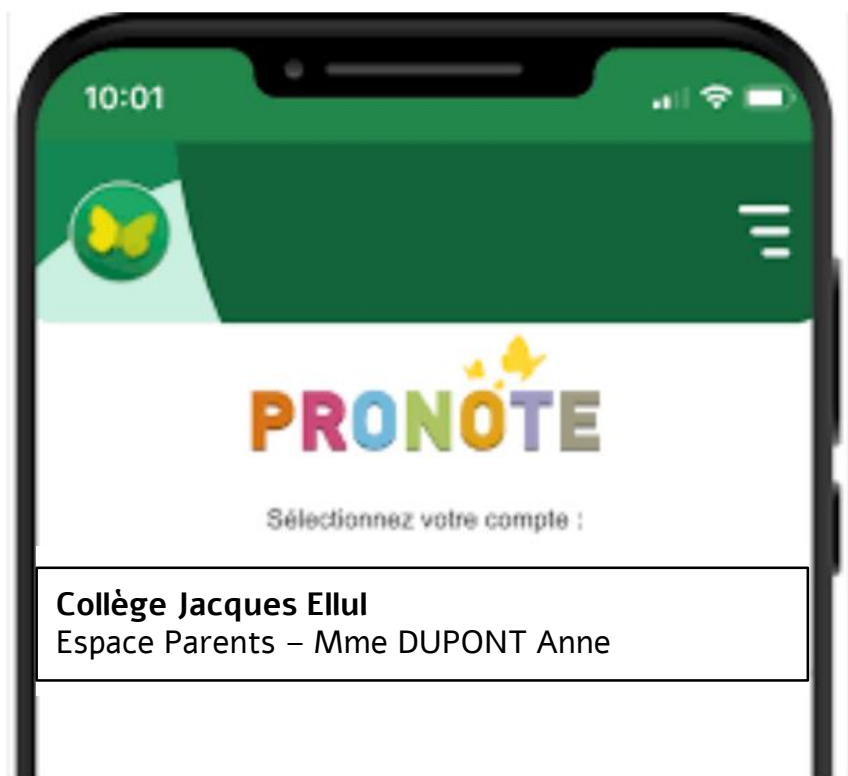 10:01
PRONOTE
Sélectionnez votre compte :
Collège Jacques Ellul
Espace Parents – Mme DUPONT Anne